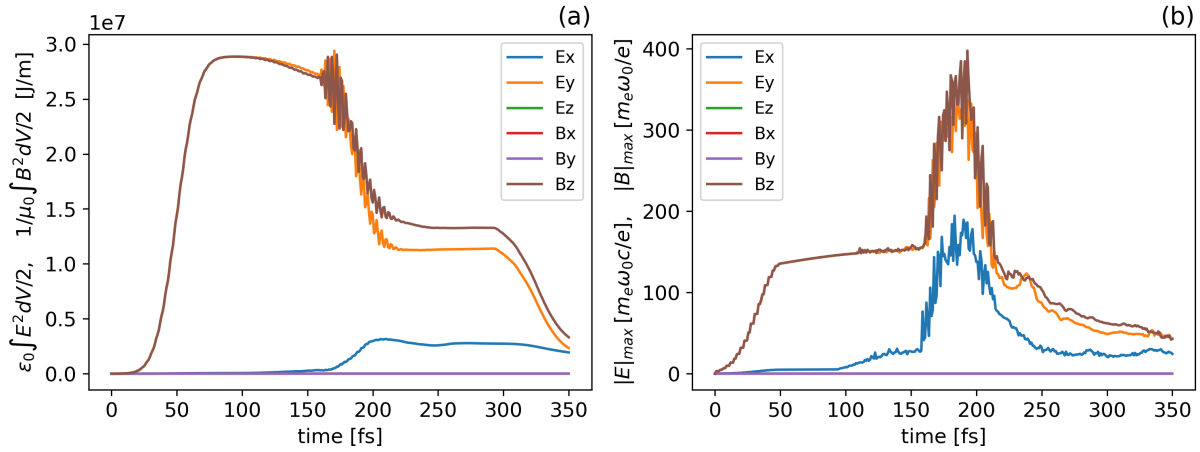 (a)
1e7
ε₀∫E²dV/2,   1/μ₀∫B²dV/2  [J/m]
3.0
2.5
2.0
1.5
1.0
0.5
0.0
Ex
Ey
Ez
Bx
By
Bz
0 50 100 150 200 250 300 350
time [fs]
(b)
|E|max [meω₀c/e],   |B|max [meω₀/e]
400
300
200
100
0
Ex
Ey
Ez
Bx
By
Bz
0 50 100 150 200 250 300 350
time [fs]